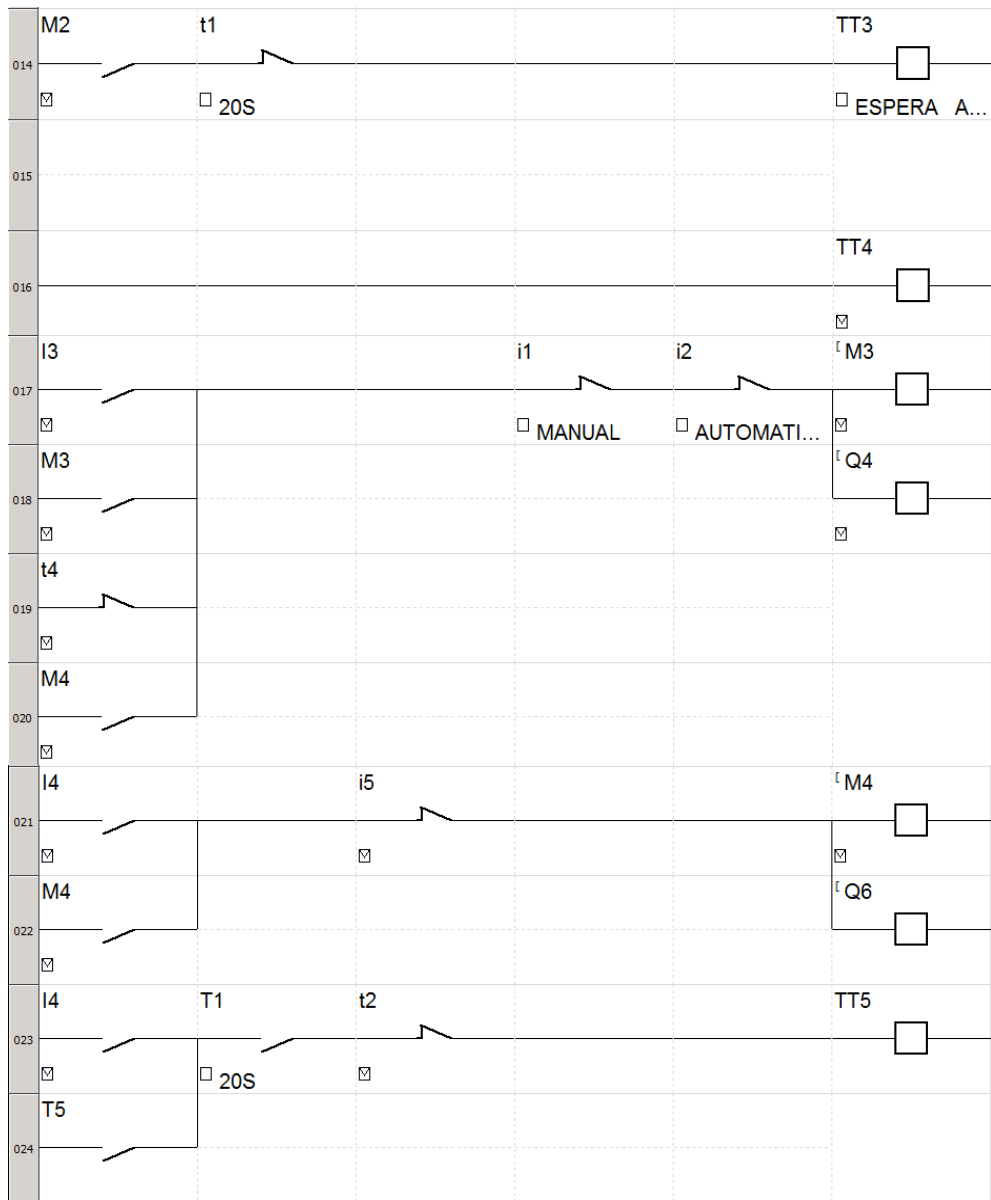 M2 t1 TT3
014
20S ESPERA A...
015
TT4
016
I3 i1 i2 [ M3
017
MANUAL AUTOMATI...
M3 [ Q4
018
t4
019
M4
020
I4 i5 [ M4
021
M4 [ Q6
022
I4 T1 t2 TT5
023
20S
T5
024